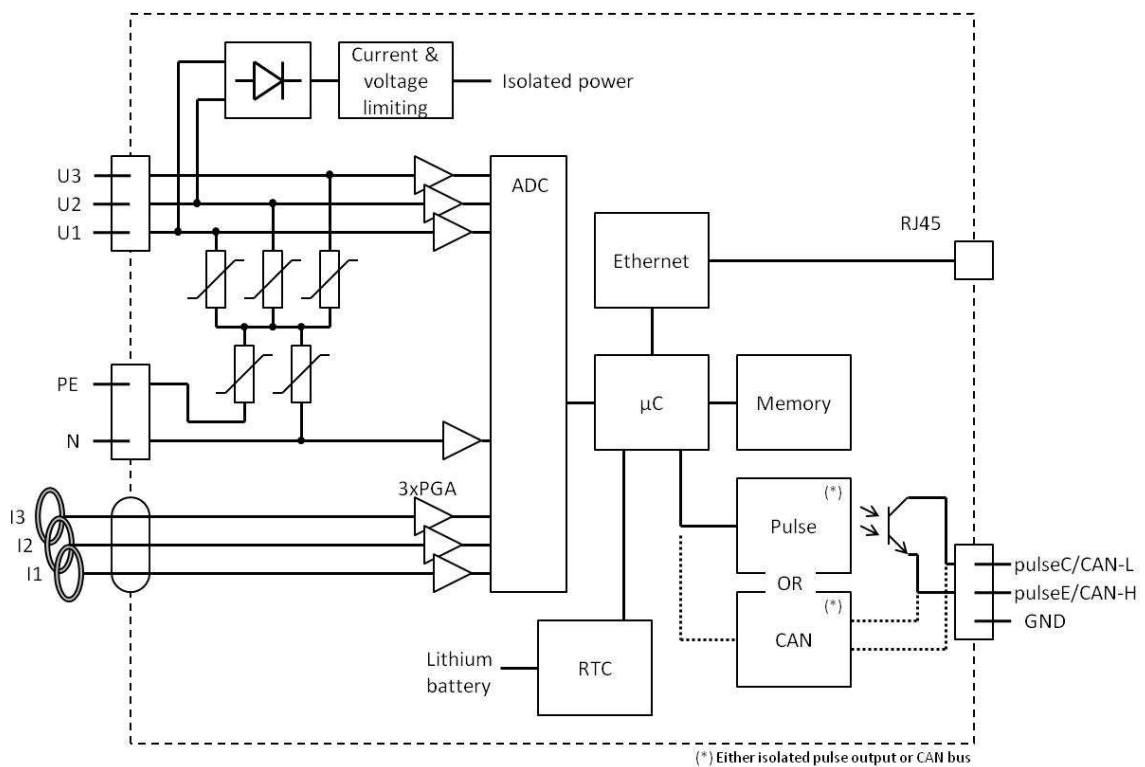 Current &
voltage
limiting
Isolated power
U3
U2
U1
ADC
RJ45
Ethernet
PE
N
µC
Memory
3xPGA
I3
I2
I1
(*)
Pulse
OR
(*)
CAN
pulseC/CAN-L
pulseE/CAN-H
GND
Lithium
battery
RTC
(*) Either isolated pulse output or CAN bus